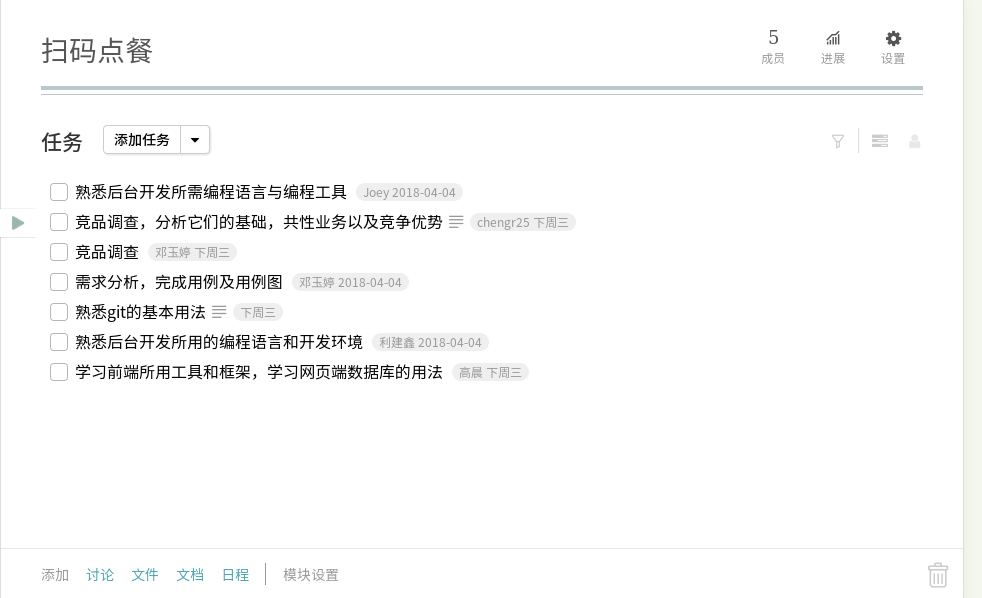 扫码点餐
5
成员
进展
设置
任务
添加任务
熟悉后台开发所需编程语言与编程工具 Joey 2018-04-04
竞品调查，分析它们的基础，共性业务以及竞争优势 chengr25 下周三
竞品调查 邓玉婷 下周三
需求分析，完成用例及用例图 邓玉婷 2018-04-04
熟悉git的基本用法 下周三
熟悉后台开发所用的编程语言和开发环境 利建鑫 2018-04-04
学习前端所用工具和框架，学习网页端数据库的用法 高晨 下周三
添加 讨论 文件 文档 日程 模块设置